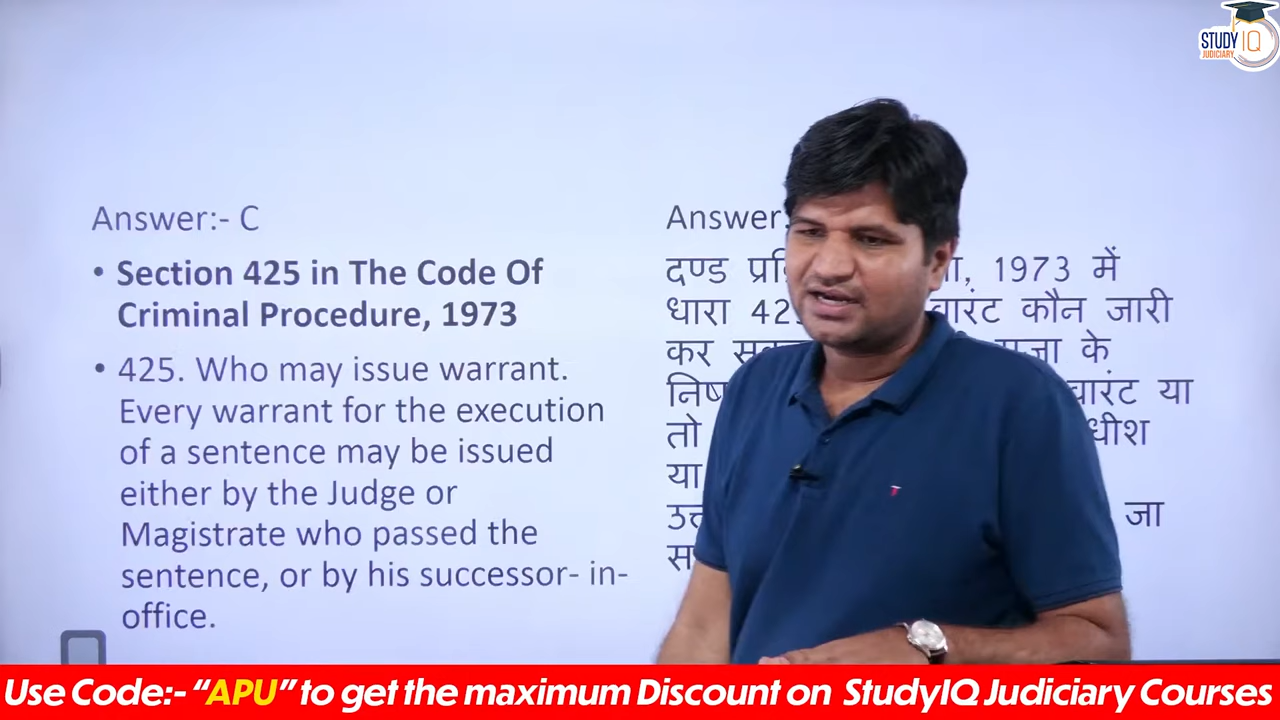 STUDY IQ
JUDICIARY
Answer:- C
• Section 425 in The Code Of
Criminal Procedure, 1973
• 425. Who may issue warrant.
Every warrant for the execution
of a sentence may be issued
either by the Judge or
Magistrate who passed the
sentence, or by his successor- in-
office.
Answer
दण्ड 1973 में
धारा वारंट कौन जारी
कर के
या
तो
या
जा
Use Code:- “APU” to get the maximum Discount on StudyIQ Judiciary Courses